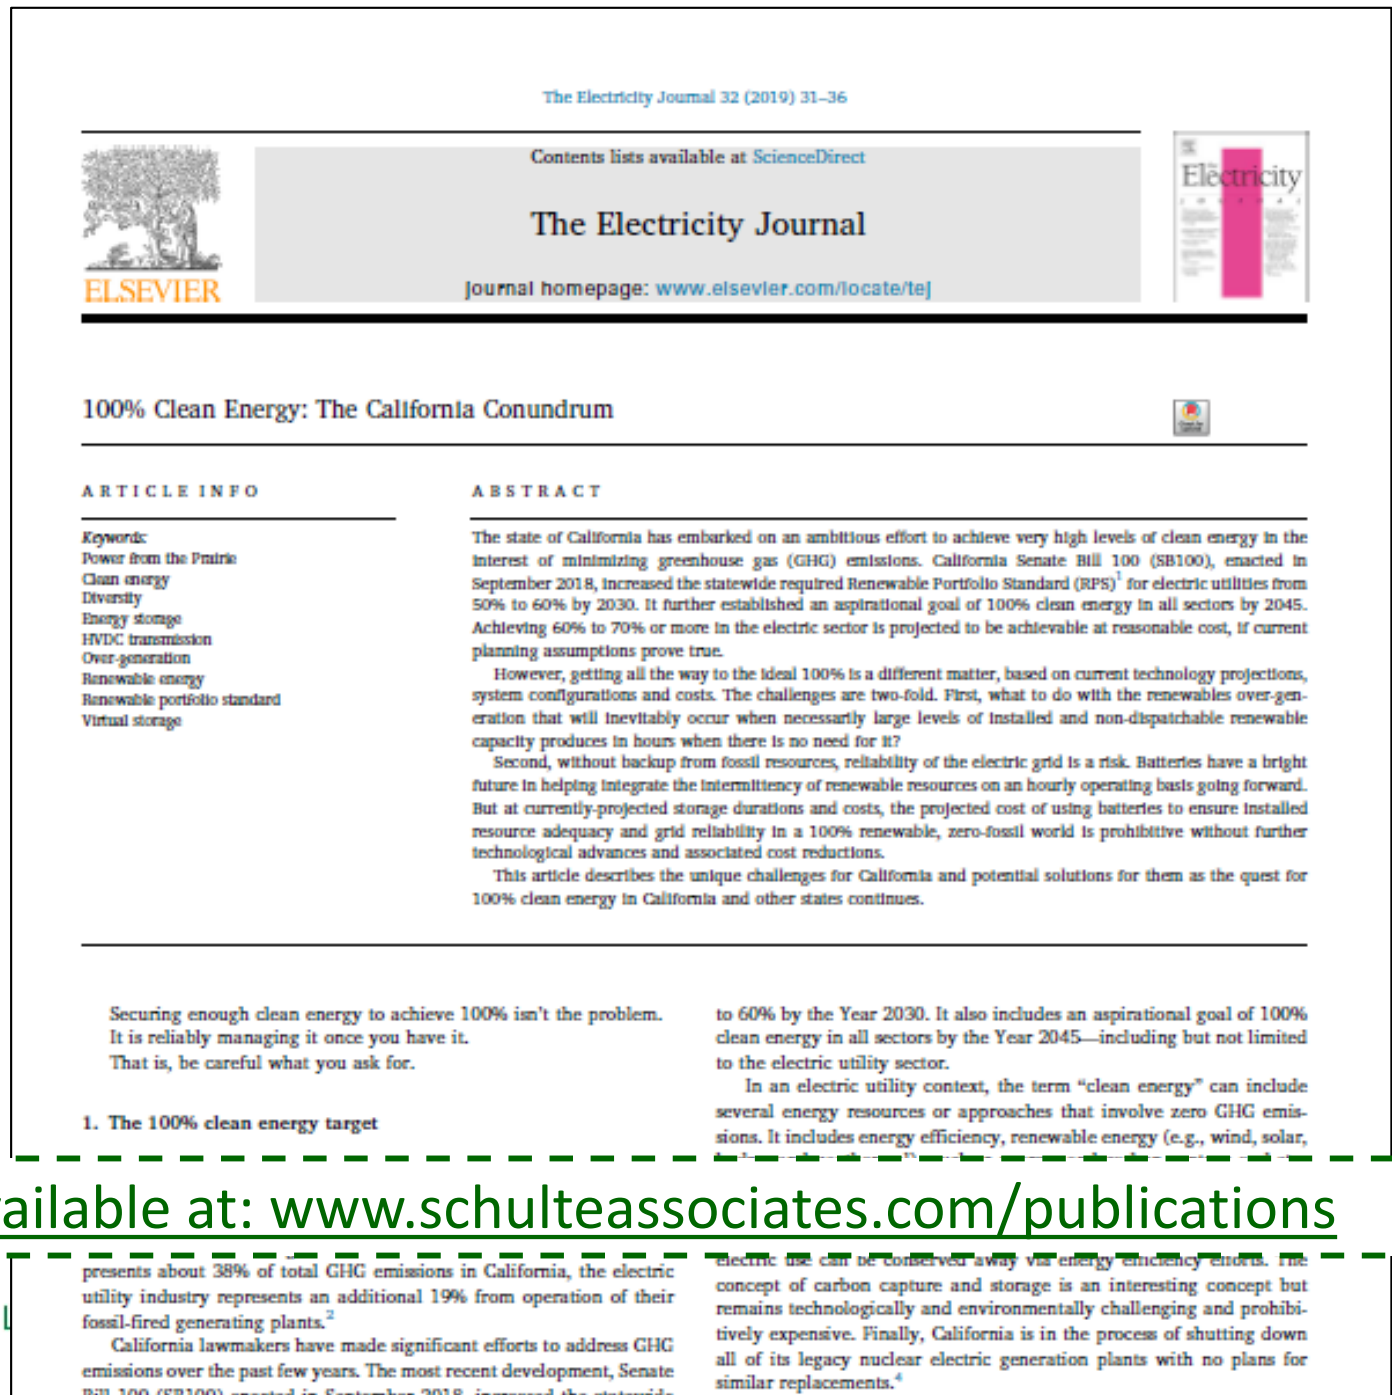 The Electricity Journal 32 (2019) 31–36
Contents lists available at ScienceDirect
The Electricity Journal
journal homepage: www.elsevier.com/locate/tej
ELSEVIER
Electricity
100% Clean Energy: The California Conundrum
ARTICLE INFO
Keywords:
Power from the Prairie
Clean energy
Diversity
Energy storage
HVDC transmission
Over-generation
Renewable energy
Renewable portfolio standard
Virtual storage
ABSTRACT
The state of California has embarked on an ambitious effort to achieve very high levels of clean energy in the
interest of minimizing greenhouse gas (GHG) emissions. California Senate Bill 100 (SB100), enacted in
September 2018, increased the statewide required Renewable Portfolio Standard (RPS)1 for electric utilities from
50% to 60% by 2030. It further established an aspirational goal of 100% clean energy in all sectors by 2045.
Achieving 60% to 70% or more in the electric sector is projected to be achievable at reasonable cost, if current
planning assumptions prove true.
However, getting all the way to the ideal 100% is a different matter, based on current technology projections,
system configurations and costs. The challenges are two-fold. First, what to do with the renewables over-gen-
eration that will inevitably occur when necessarily large levels of installed and non-dispatchable renewable
capacity produces in hours when there is no need for it?
Second, without backup from fossil resources, reliability of the electric grid is a risk. Batteries have a bright
future in helping integrate the intermittency of renewable resources on an hourly operating basis going forward.
But at currently-projected storage durations and costs, the projected cost of using batteries to ensure installed
resource adequacy and grid reliability in a 100% renewable, zero-fossil world is prohibitive without further
technological advances and associated cost reductions.
This article describes the unique challenges for California and potential solutions for them as the quest for
100% clean energy in California and other states continues.
Securing enough clean energy to achieve 100% isn't the problem.
It is reliably managing it once you have it.
That is, be careful what you ask for.
1. The 100% clean energy target
to 60% by the Year 2030. It also includes an aspirational goal of 100%
clean energy in all sectors by the Year 2045—including but not limited
to the electric utility sector.
In an electric utility context, the term “clean energy” can include
several energy resources or approaches that involve zero GHG emis-
sions. It includes energy efficiency, renewable energy (e.g., wind, solar,
ailable at: www.schulteassociates.com/publications
presents about 38% of total GHG emissions in California, the electric
utility industry represents an additional 19% from operation of their
fossil-fired generating plants.2
California lawmakers have made significant efforts to address GHG
emissions over the past few years. The most recent development, Senate
Bill 100 (SB100) enacted in September 2018, increased the statewide
electric use can be conserved away via energy efficiency efforts. The
concept of carbon capture and storage is an interesting concept but
remains technologically and environmentally challenging and prohibi-
tively expensive. Finally, California is in the process of shutting down
all of its legacy nuclear electric generation plants with no plans for
similar replacements.4